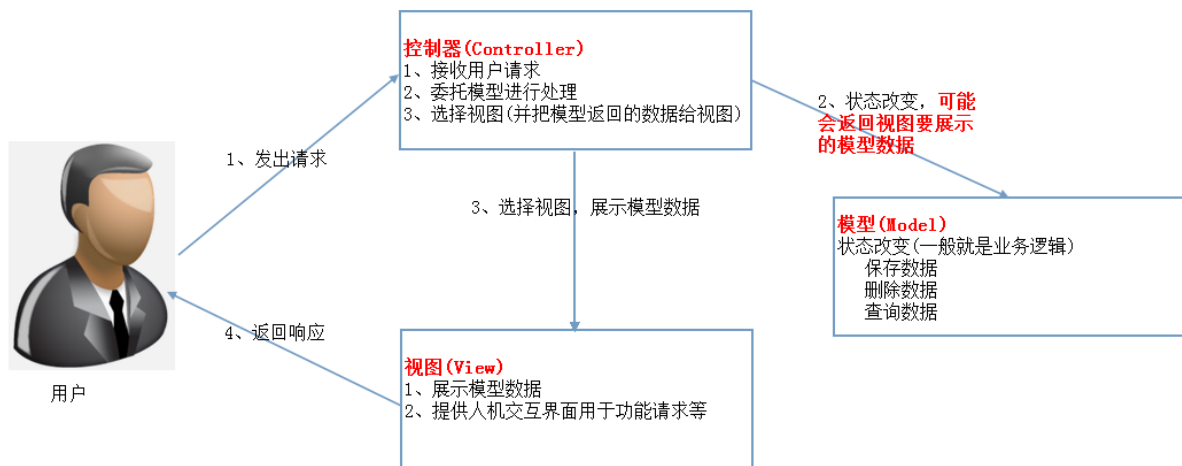 控制器(Controller)
1、接收用户请求
2、委托模型进行处理
3、选择视图(并把模型返回的数据给视图)
2、状态改变，可能
会返回视图要展示
的模型数据
1、发出请求
3、选择视图，展示模型数据
模型(Model)
状态改变(一般就是业务逻辑)
保存数据
删除数据
查询数据
4、返回响应
视图(View)
1、展示模型数据
2、提供人机交互界面用于功能请求等
用户